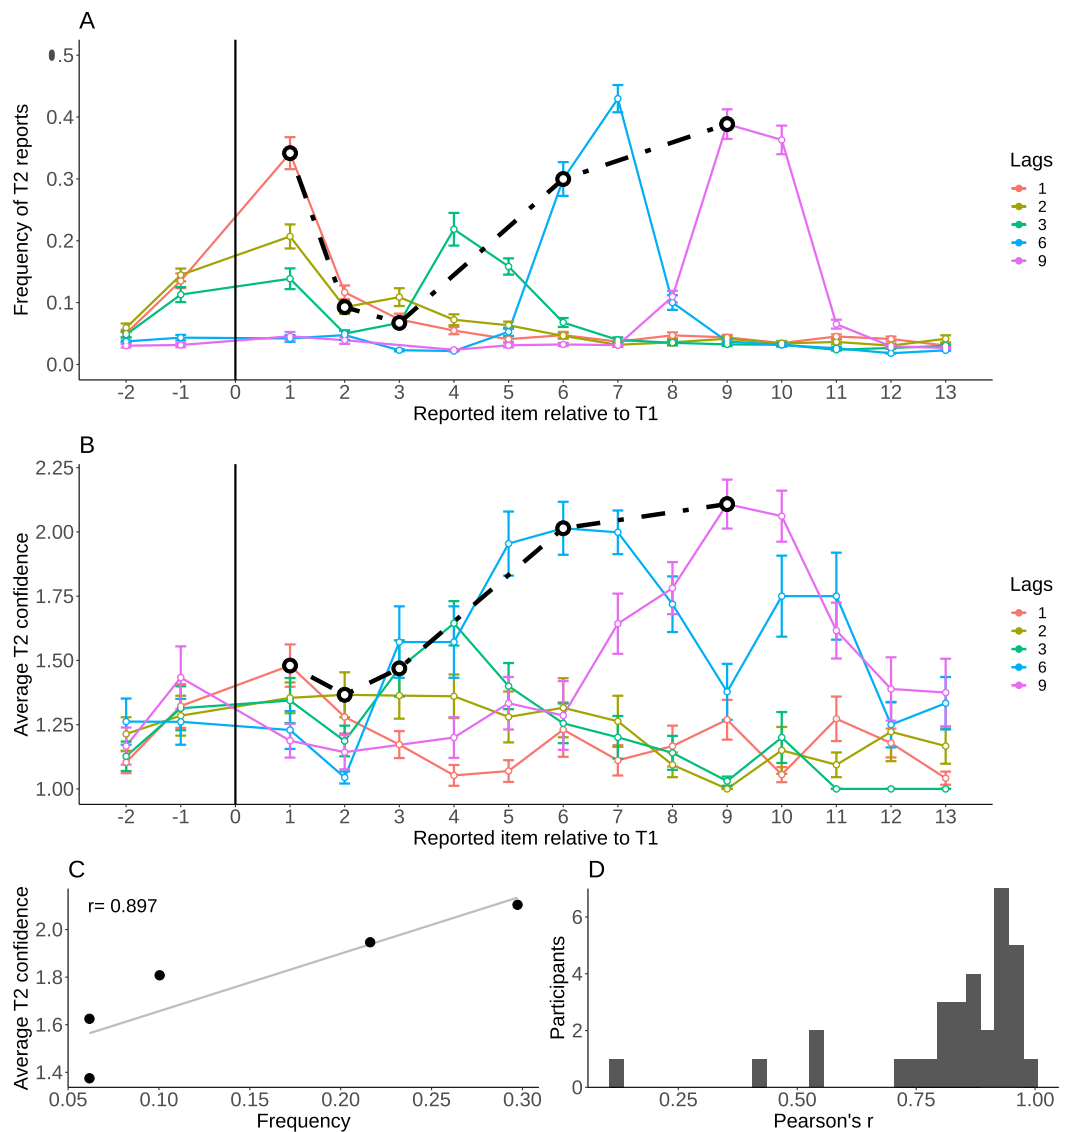 A
0.5
0.4
0.3
0.2
0.1
0.0
Frequency of T2 reports
-2 -1 0 1 2 3 4 5 6 7 8 9 10 11 12 13
Reported item relative to T1
Lags
1
2
3
6
9
B
2.25
2.00
1.75
1.50
1.25
1.00
Average T2 confidence
-2 -1 0 1 2 3 4 5 6 7 8 9 10 11 12 13
Reported item relative to T1
Lags
1
2
3
6
9
C
r= 0.897
2.0
1.8
1.6
1.4
Average T2 confidence
0.05 0.10 0.15 0.20 0.25 0.30
Frequency
D
6
4
2
0
Participants
0.25 0.50 0.75 1.00
Pearson's r